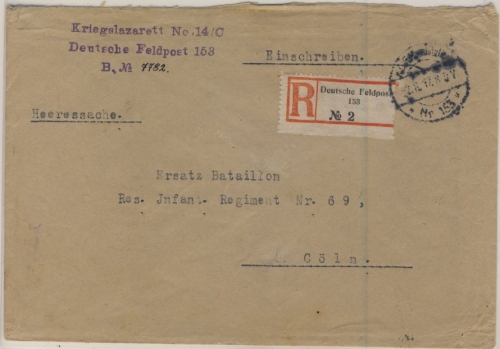 Kriegslazarett No. 14/C
Deutsche Feldpost 153
B. № 7782.
Einschreiben.
R
Deutsche Feldpost
153
№ 2
Nr 153
Heeressache.
Ersatz Bataillon
Res. Jnfant. Regiment Nr. 69,
Cöln.